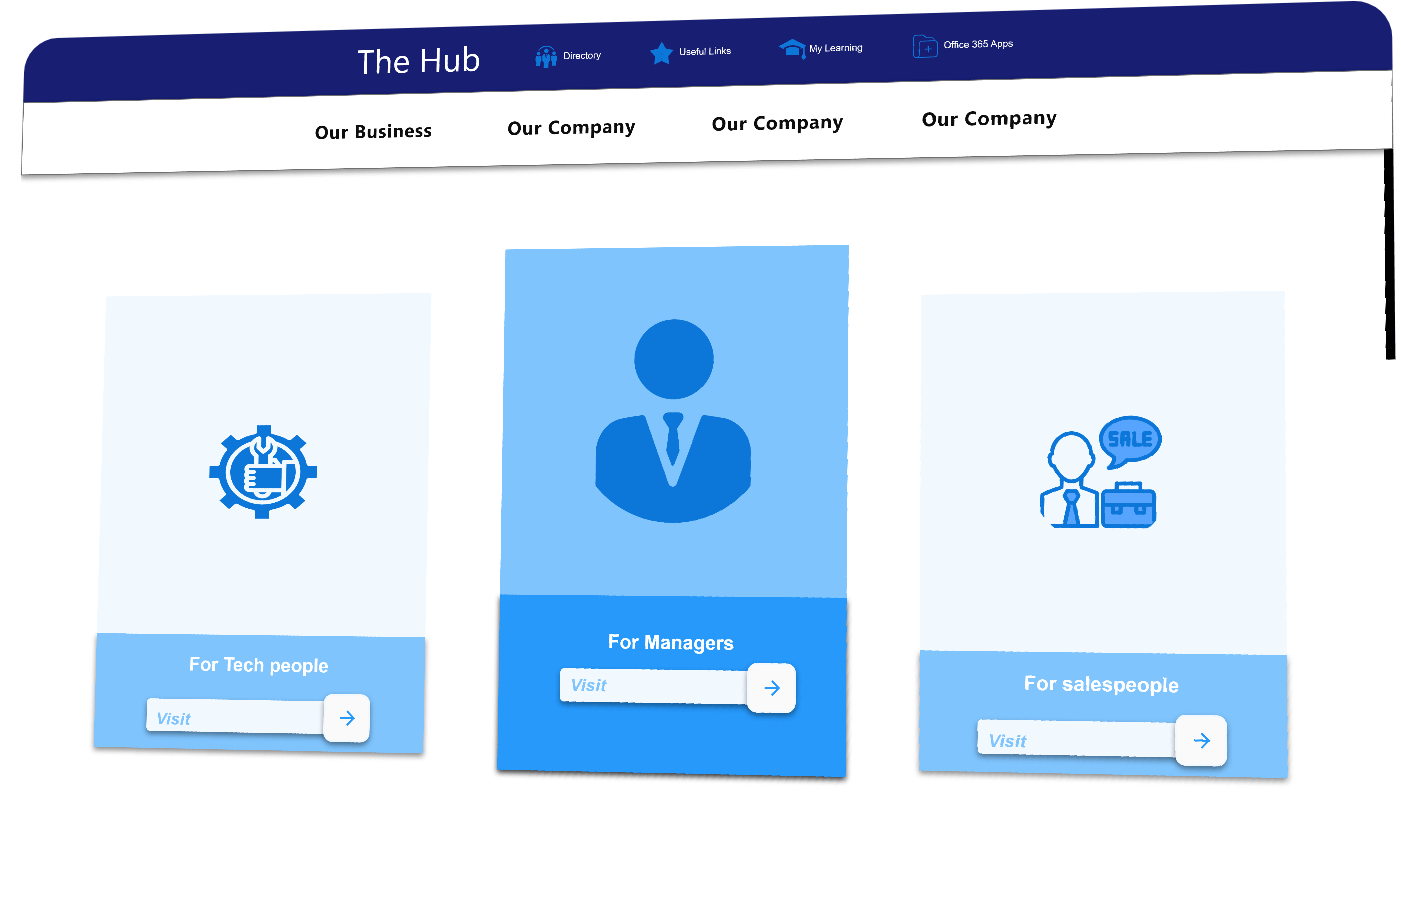 The Hub
Directory
Useful Links
My Learning
Office 365 Apps
Our Business
Our Company
Our Company
Our Company
SALE
For Tech people
Visit
For Managers
Visit
For salespeople
Visit